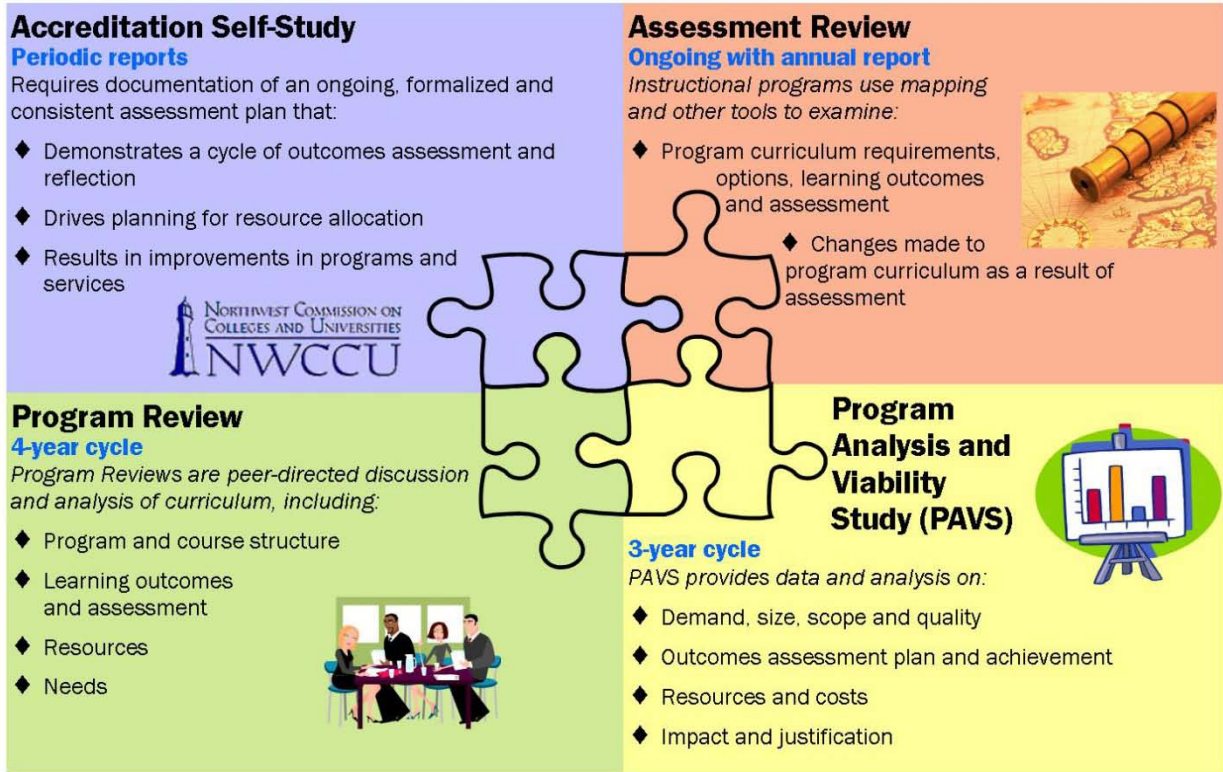 Accreditation Self-Study
Periodic reports
Requires documentation of an ongoing, formalized and
consistent assessment plan that:
♦ Demonstrates a cycle of outcomes assessment and
reflection
♦ Drives planning for resource allocation
♦ Results in improvements in programs and
services
NORTHWEST COMMISSION ON
COLLEGES AND UNIVERSITIES
NWCCU
Assessment Review
Ongoing with annual report
Instructional programs use mapping
and other tools to examine:
♦ Program curriculum requirements,
options, learning outcomes
and assessment
♦ Changes made to
program curriculum as a result of
assessment
Program Review
4-year cycle
Program Reviews are peer-directed discussion
and analysis of curriculum, including:
♦ Program and course structure
♦ Learning outcomes
and assessment
♦ Resources
♦ Needs
Program
Analysis and
Viability
Study (PAVS)
3-year cycle
PAVS provides data and analysis on:
♦ Demand, size, scope and quality
♦ Outcomes assessment plan and achievement
♦ Resources and costs
♦ Impact and justification